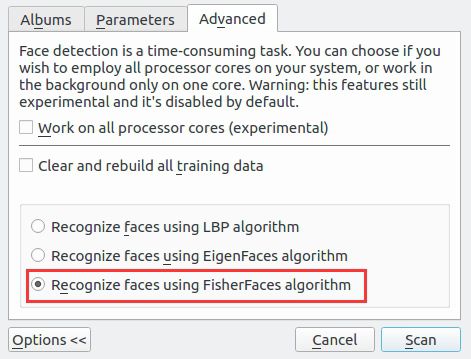 Albums Parameters Advanced
Face detection is a time-consuming task. You can choose if you
wish to employ all processor cores on your system, or work in
the background only on one core. Warning: this features still
experimental and it's disabled by default.
Work on all processor cores (experimental)
Clear and rebuild all training data
Recognize faces using LBP algorithm
Recognize faces using EigenFaces algorithm
Recognize faces using FisherFaces algorithm
Options << Cancel Scan